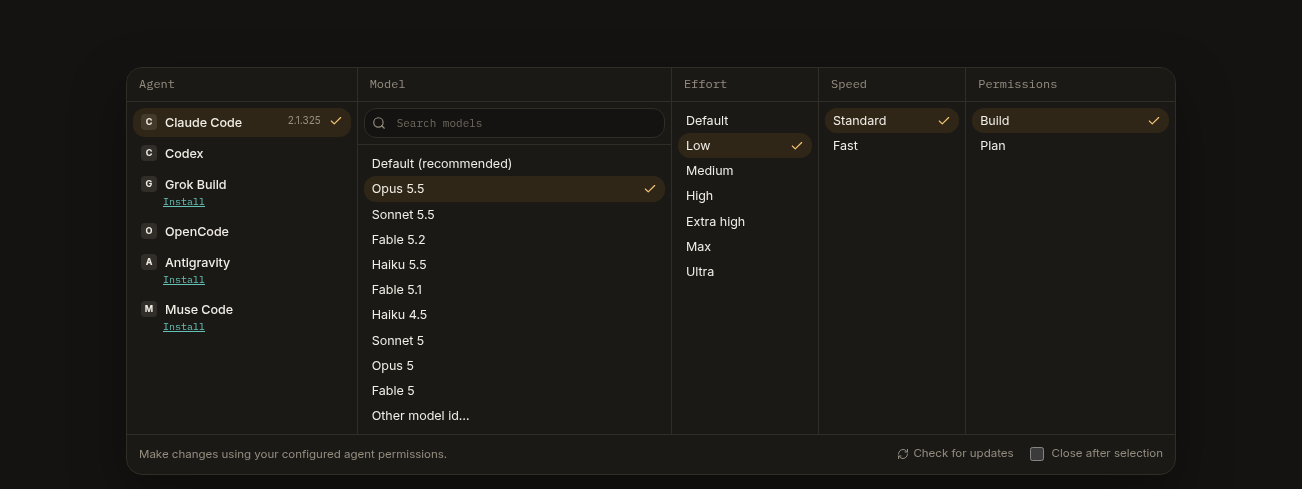 Agent
C Claude Code 2.1.325
C Codex
G Grok Build
Install
O OpenCode
A Antigravity
Install
M Muse Code
Install
Model
Search models
Default (recommended)
Opus 5.5
Sonnet 5.5
Fable 5.2
Haiku 5.5
Fable 5.1
Haiku 4.5
Sonnet 5
Opus 5
Fable 5
Other model id...
Effort
Default
Low
Medium
High
Extra high
Max
Ultra
Speed
Standard
Fast
Permissions
Build
Plan
Make changes using your configured agent permissions.
Check for updates
Close after selection